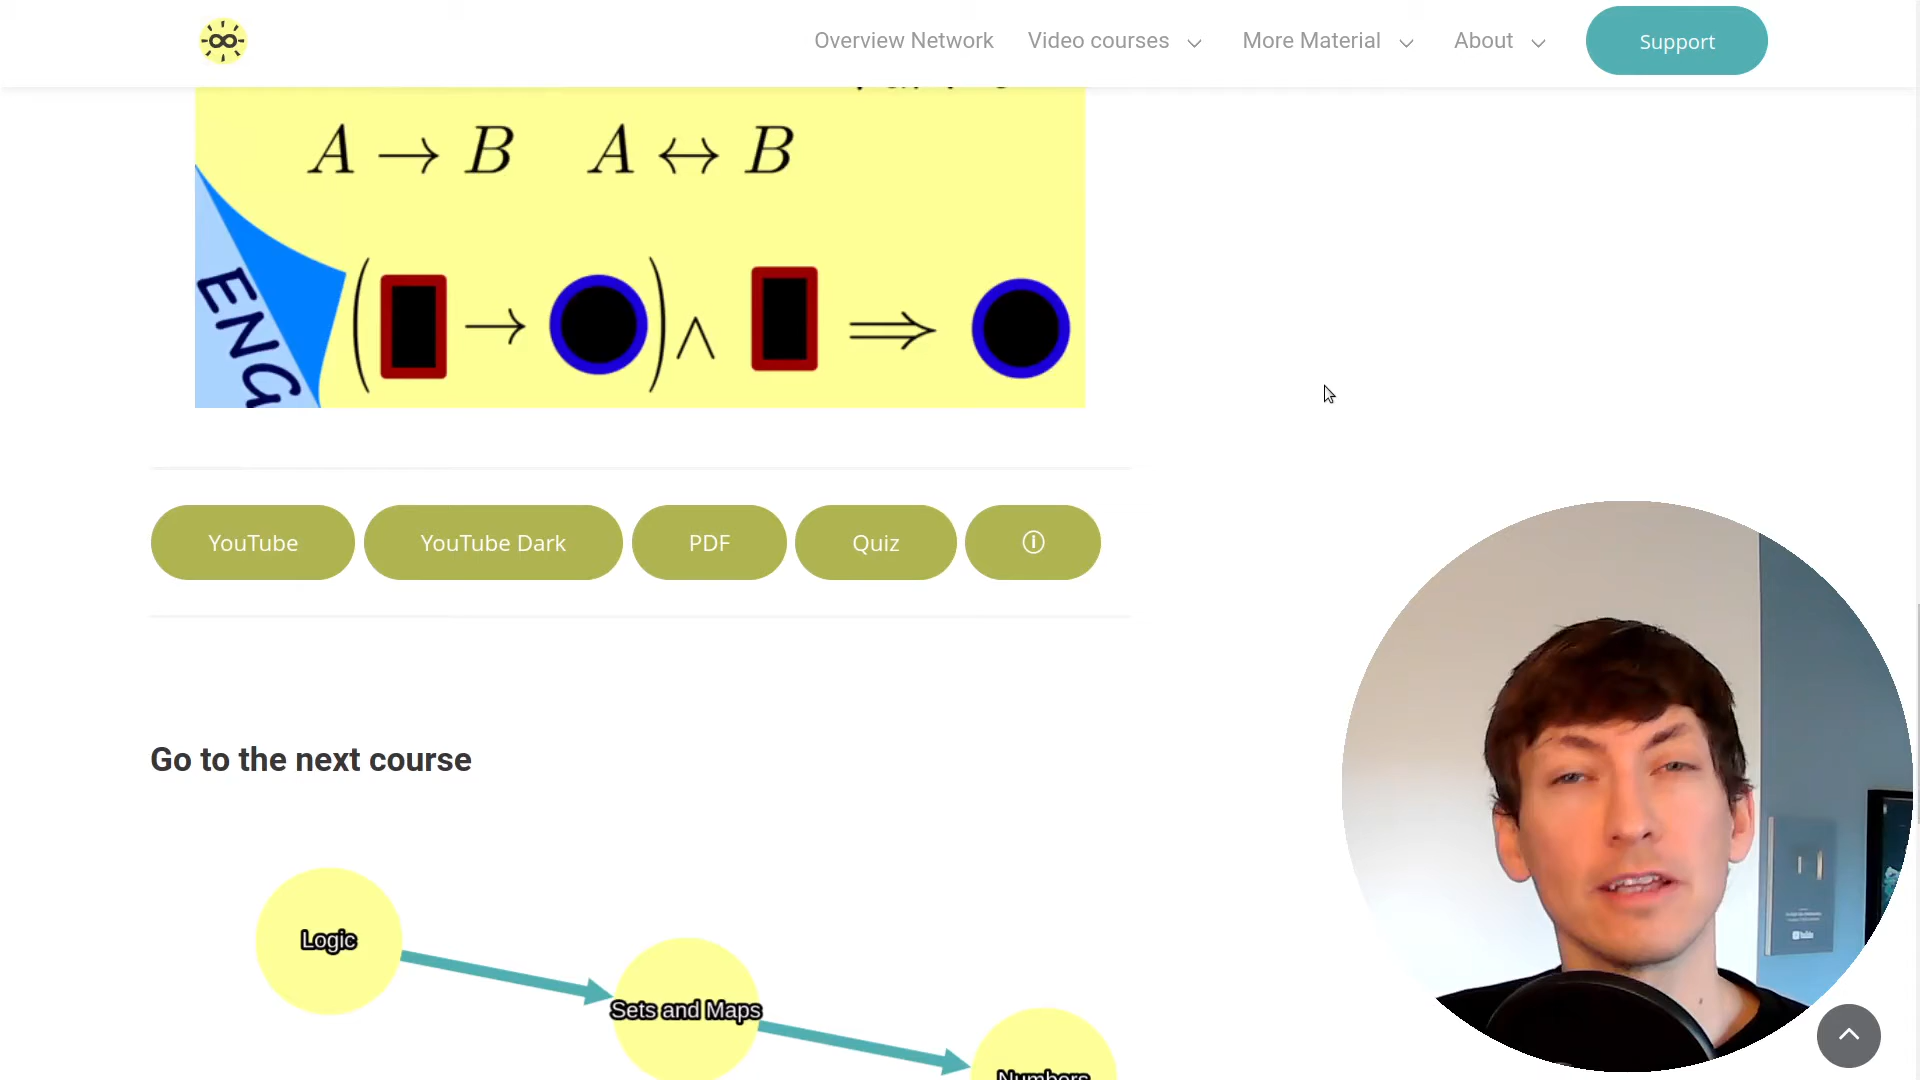 Overview Network Video courses More Material About Support
A → B A ↔ B
( → ) ∧ ⟹
ENG
YouTube YouTube Dark PDF Quiz
Go to the next course
Logic
Sets and Maps
Numbers